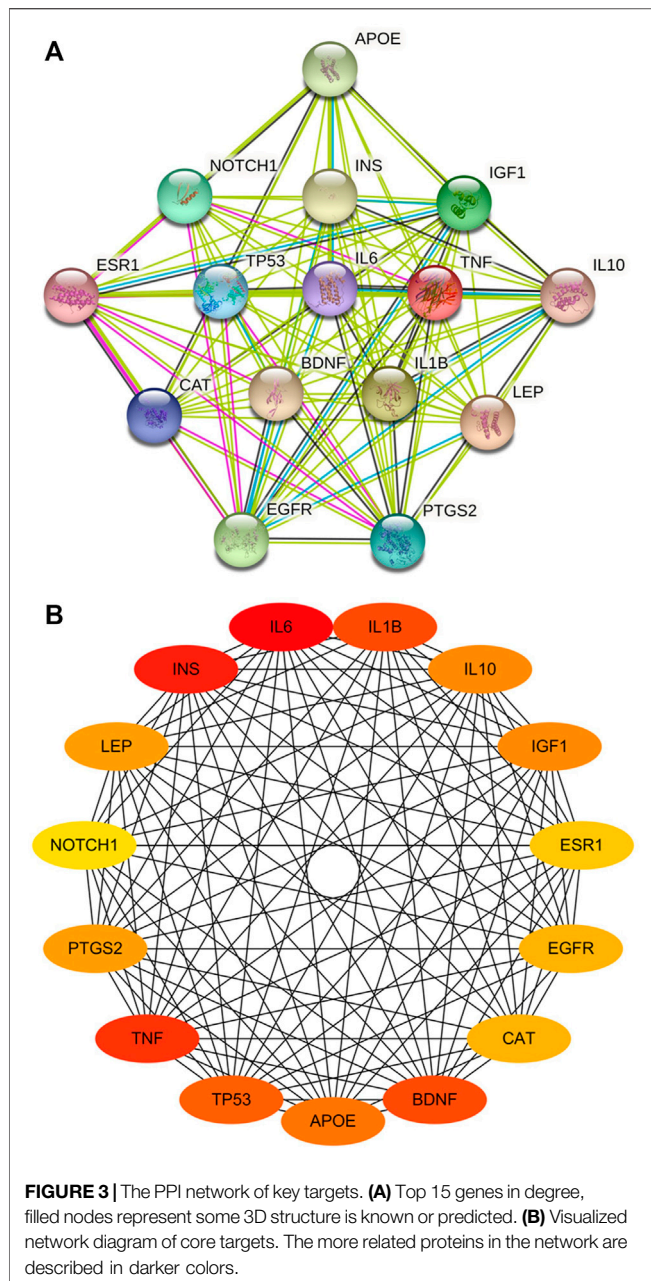 A
APOE
NOTCH1
INS
IGF1
ESR1
TP53
IL6
TNF
IL10
CAT
BDNF
IL1B
LEP
EGFR
PTGS2
B
IL6
IL1B
INS
IL10
LEP
IGF1
NOTCH1
ESR1
PTGS2
EGFR
TNF
CAT
TP53
BDNF
APOE
FIGURE 3 | The PPI network of key targets. (A) Top 15 genes in degree,
filled nodes represent some 3D structure is known or predicted. (B) Visualized
network diagram of core targets. The more related proteins in the network are
described in darker colors.